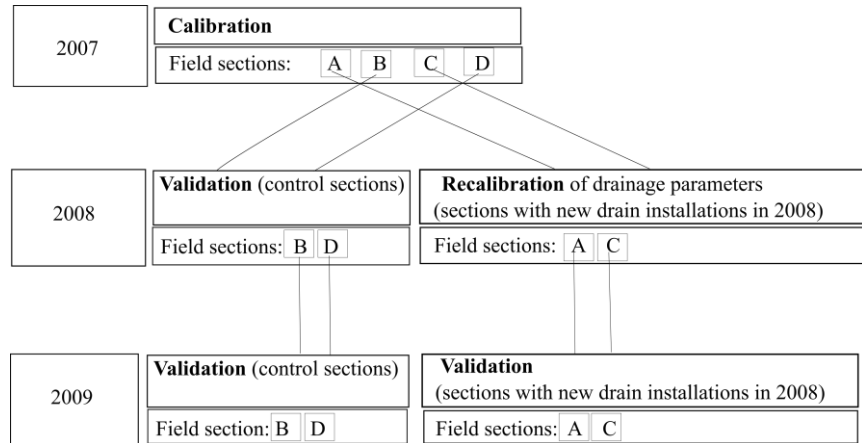 2007
Calibration
Field sections: A B C D
2008
Validation (control sections)
Field sections: B D
Recalibration of drainage parameters
(sections with new drain installations in 2008)
Field sections: A C
2009
Validation (control sections)
Field section: B D
Validation
(sections with new drain installations in 2008)
Field sections: A C